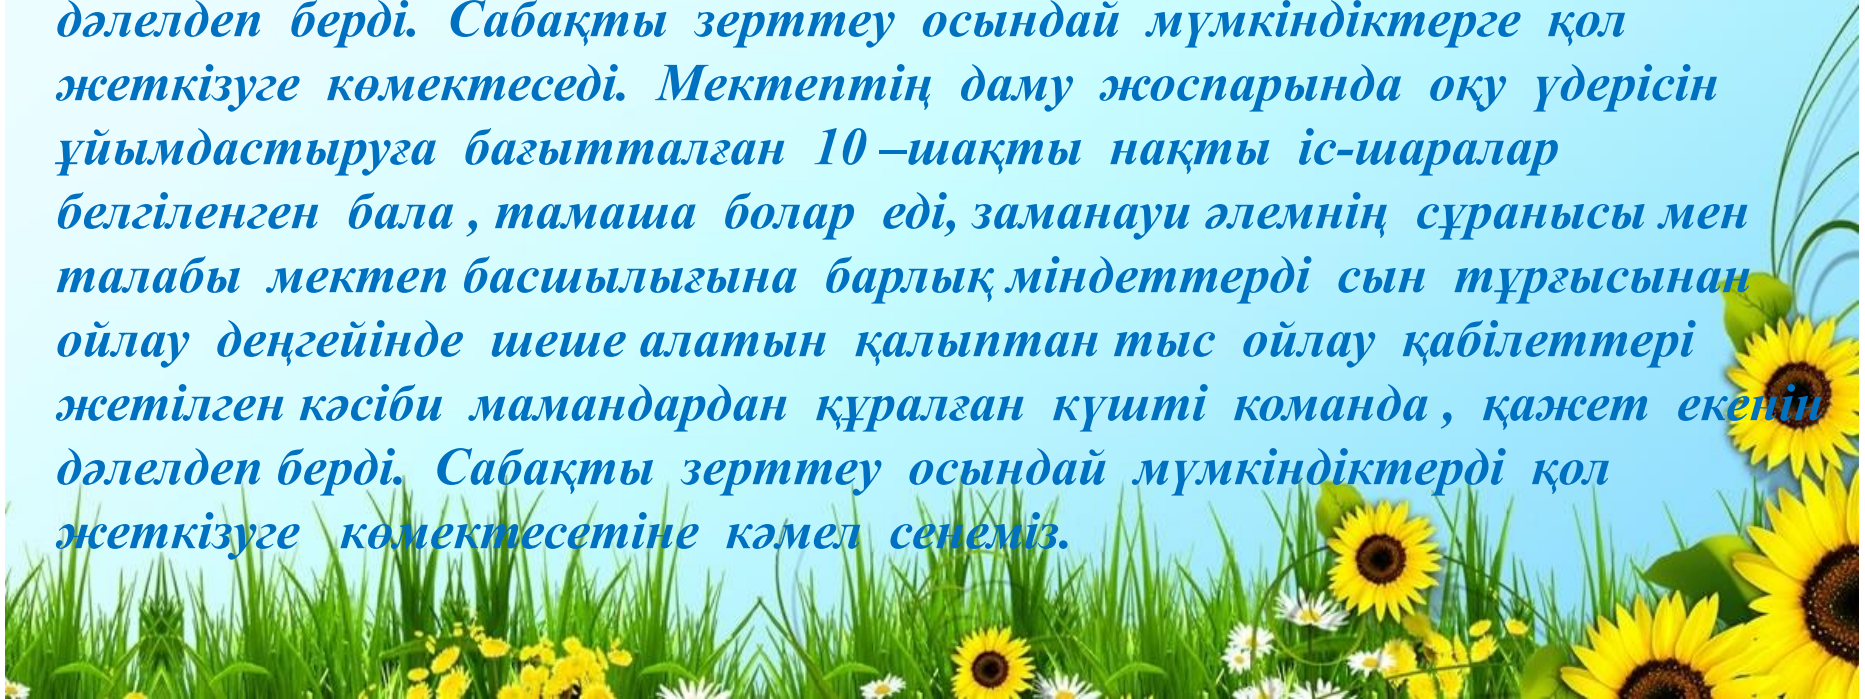 дәлелдеп берді. Сабақты зерттеу осындай мүмкіндіктерге қол
жеткізуге көмектеседі. Мектептің даму жоспарында оқу үдерісін
ұйымдастыруға бағытталған 10 –шақты нақты іс-шаралар
белгіленген бала , тамаша болар еді, заманауи әлемнің сұранысы мен
талабы мектеп басшылығына барлық міндеттерді сын тұрғысынан
ойлау деңгейінде шеше алатын қалыптан тыс ойлау қабілеттері
жетілген кәсіби мамандардан құралған күшті команда , қажет екенін
дәлелдеп берді. Сабақты зерттеу осындай мүмкіндіктерді қол
жеткізуге көмектесетіне кәмел сенеміз.